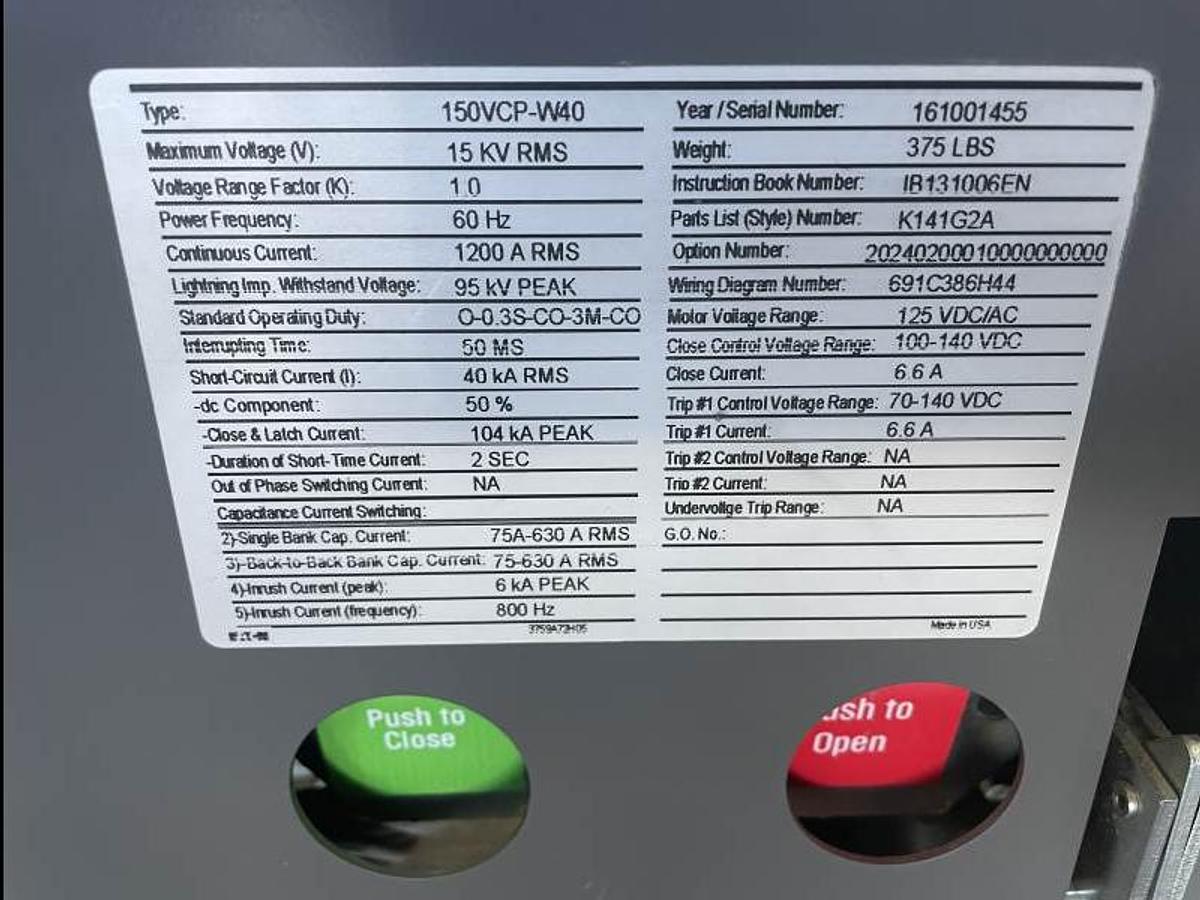 Type: 150VCP-W40
Maximum Voltage (V): 15 KV RMS
Voltage Range Factor (K): 1.0
Power Frequency: 60 Hz
Continuous Current: 1200 A RMS
Lightning Imp. Withstand Voltage: 95 kV PEAK
Standard Operating Duty: O-0.3S-CO-3M-CO
Interrupting Time: 50 MS
Short-Circuit Current (I): 40 kA RMS
-dc Component: 50 %
-Close & Latch Current: 104 kA PEAK
-Duration of Short-Time Current: 2 SEC
Out of Phase Switching Current: NA
Capacitance Current Switching:
2)-Single Bank Cap. Current: 75A-630 A RMS
3)-Back-to-Back Bank Cap. Current: 75-630 A RMS
4)-Inrush Current (peak): 6 kA PEAK
5)-Inrush Current (frequency): 800 Hz
EATON 3759A72H05
Year / Serial Number: 161001455
Weight: 375 LBS
Instruction Book Number: IB131006EN
Parts List (Style) Number: K141G2A
Option Number: 20240200010000000000
Wiring Diagram Number: 691C386H44
Motor Voltage Range: 125 VDC/AC
Close Control Voltage Range: 100-140 VDC
Close Current: 6.6 A
Trip #1 Control Voltage Range: 70-140 VDC
Trip #1 Current: 6.6 A
Trip #2 Control Voltage Range: NA
Trip #2 Current: NA
Undervoltge Trip Range: NA
G.O. No.:
Made in USA
Push to
Close
ush to
Open